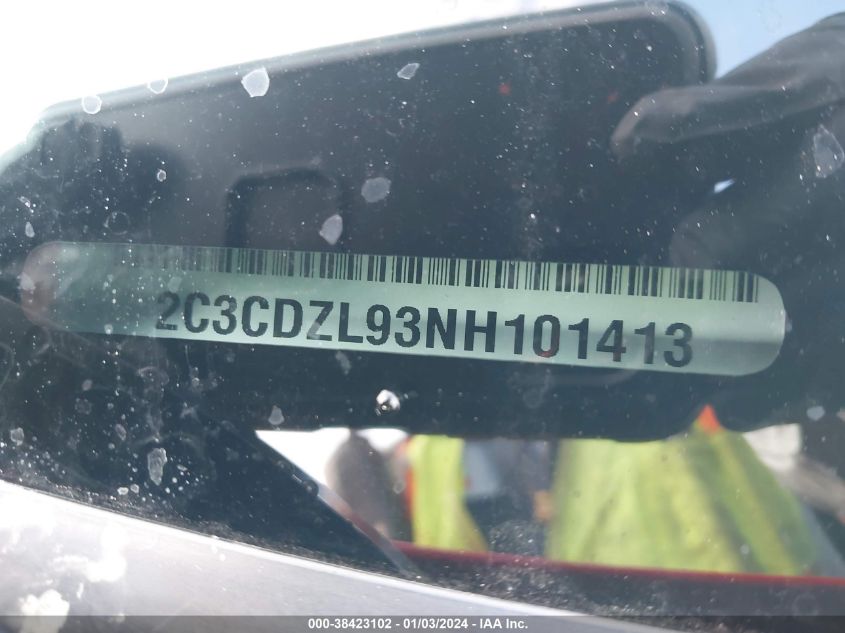 2C3CDZL93NH101413
000-38423102 - 01/03/2024 - IAA Inc.